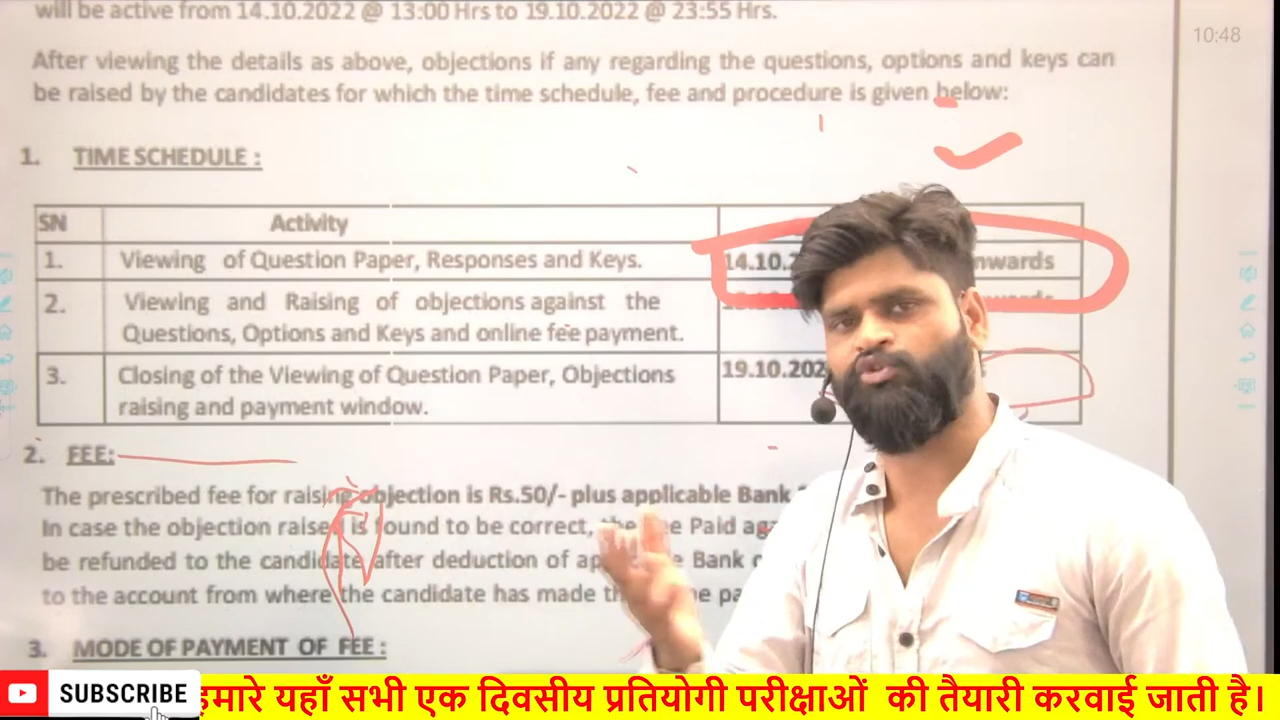 will be active from 14.10.2022 @ 13:00 Hrs to 19.10.2022 @ 23:55 Hrs.
10:48
After viewing the details as above, objections if any regarding the questions, options and keys can
be raised by the candidates for which the time schedule, fee and procedure is given below:
1. TIME SCHEDULE :
SN Activity
1. Viewing of Question Paper, Responses and Keys. 14.10.2 nwards
2. Viewing and Raising of objections against the
Questions, Options and Keys and online fee payment.
3. Closing of the Viewing of Question Paper, Objections 19.10.202
raising and payment window.
2. FEE:
The prescribed fee for raising objection is Rs.50/- plus applicable Bank
In case the objection raised is found to be correct, the Paid aga
be refunded to the candidate after deduction of ap Bank
to the account from where the candidate has made pa
3. MODE OF PAYMENT OF FEE :
SUBSCRIBE हमारे यहाँ सभी एक दिवसीय प्रतियोगी परीक्षाओं की तैयारी करवाई जाती है।